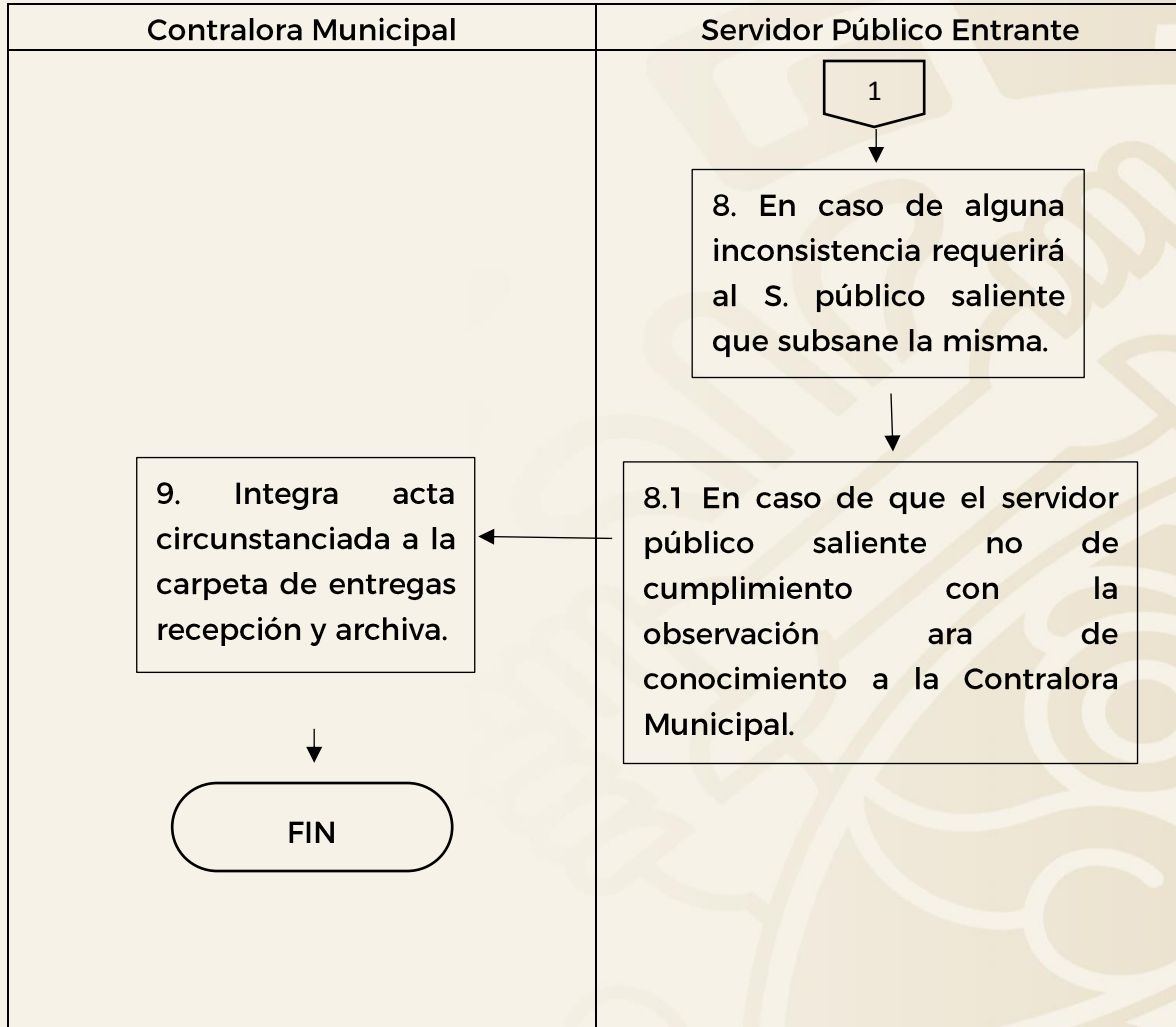 Contralora Municipal
Servidor Público Entrante
1
8. En caso de alguna
inconsistencia requerirá
al S. público saliente
que subsane la misma.
8.1 En caso de que el servidor
público saliente no de
cumplimiento con la
observación ara de
conocimiento a la Contralora
Municipal.
9. Integra acta
circunstanciada a la
carpeta de entregas
recepción y archiva.
FIN